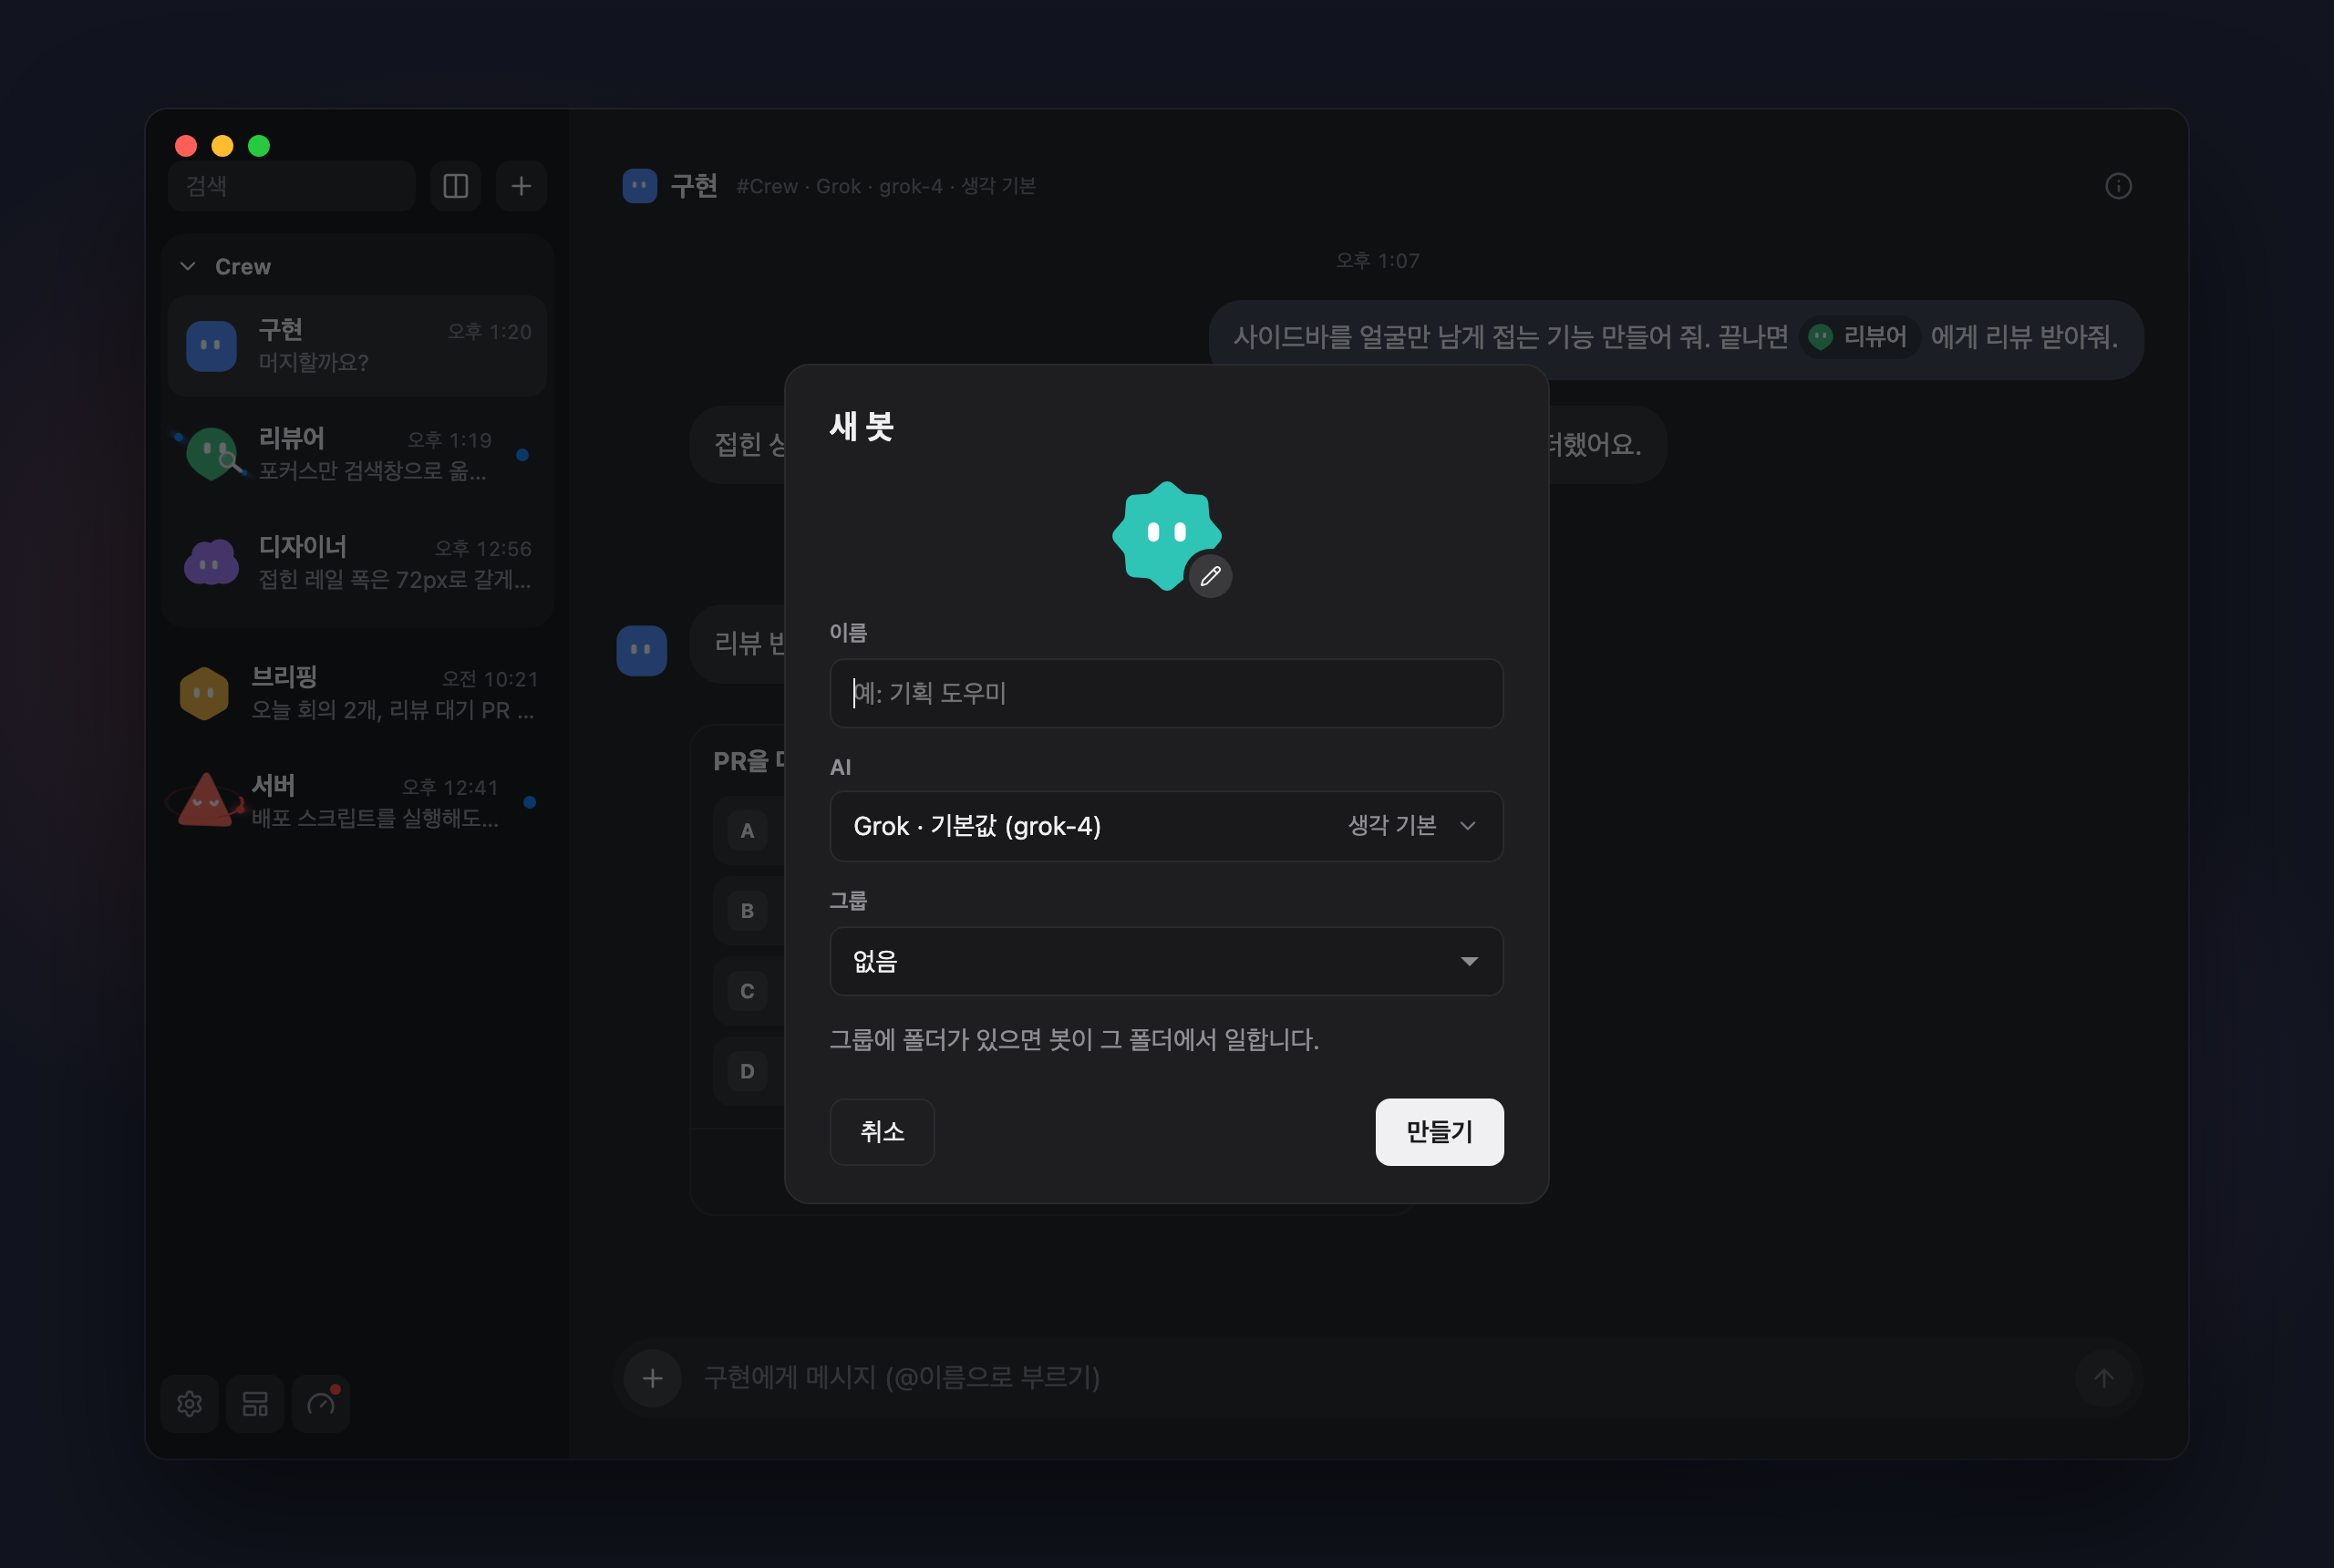 검색
Crew
구현
오후 1:20
머지할까요?
리뷰어
오후 1:19
포커스만 검색창으로 옮...
디자이너
오후 12:56
접힌 레일 폭은 72px로 갈게...
브리핑
오전 10:21
오늘 회의 2개, 리뷰 대기 PR ...
서버
오후 12:41
배포 스크립트를 실행해도...
구현 #Crew · Grok · grok-4 · 생각 기본
오후 1:07
사이드바를 얼굴만 남게 접는 기능 만들어 줘. 끝나면 리뷰어 에게 리뷰 받아줘.
접힌
했어요.
리뷰
PR을
A
B
C
D
새 봇
이름
예: 기획 도우미
AI
Grok · 기본값 (grok-4)
생각 기본
그룹
없음
그룹에 폴더가 있으면 봇이 그 폴더에서 일합니다.
취소
만들기
구현에게 메시지 (@이름으로 부르기)